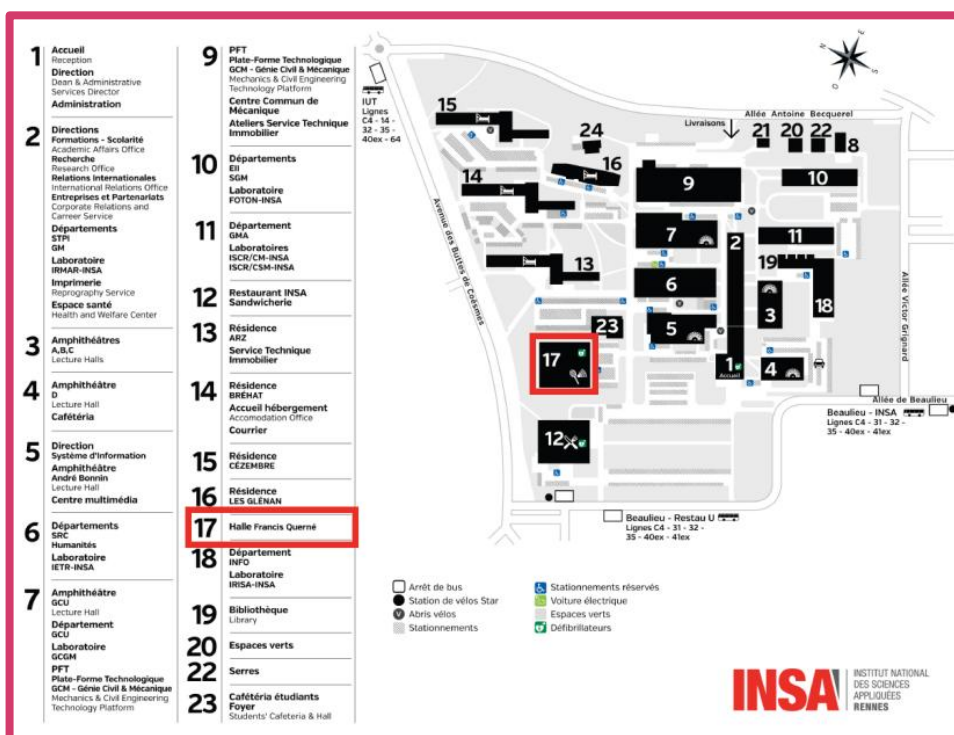 1
Accueil
Reception
Direction
Dean & Administrative
Services Director
Administration
2
Directions
Formations - Scolarité
Academic Affairs Office
Recherche
Research Office
Relations Internationales
International Relations Office
Entreprises et Partenariats
Corporate Relations and
Carreer Service
Départements
STPI
GM
Laboratoire
IRMAR-INSA
Imprimerie
Reprography Service
Espace santé
Health and Welfare Center
3
Amphithéâtres
A,B,C
Lecture Halls
4
Amphithéâtre
D
Lecture Hall
Cafétéria
5
Direction
Système d'Information
Amphithéâtre
André Bonnin
Lecture Hall
Centre multimédia
6
Départements
SRC
Humanités
Laboratoire
IETR-INSA
7
Amphithéâtre
GCU
Lecture Hall
Département
GCU
Laboratoire
GCGM
PFT
Plate-Forme Technologique
GCM - Génie Civil & Mécanique
Mechanics & Civil Engineering
Technology Platform
9
PFT
Plate-Forme Technologique
GCM - Génie Civil & Mécanique
Mechanics & Civil Engineering
Technology Platform
Centre Commun de
Mécanique
Ateliers Service Technique
Immobilier
10
Départements
EII
SGM
Laboratoire
FOTON-INSA
11
Département
GMA
Laboratoires
ISCR/CM-INSA
ISCR/CSM-INSA
12
Restaurant INSA
Sandwicherie
13
Résidence
ARZ
Service Technique
Immobilier
14
Résidence
BRÉHAT
Accueil hébergement
Accomodation Office
Courrier
15
Résidence
CÉZEMBRE
16
Résidence
LES GLÉNAN
17
Halle Francis Querné
18
Département
INFO
Laboratoire
IRISA-INSA
19
Bibliothèque
Library
20
Espaces verts
22
Serres
23
Cafétéria étudiants
Foyer
Students' Cafeteria & Hall
N
E
O
S
IUT
Lignes
C4 - 14 -
32 - 35 -
40ex - 64
Avenue des Buttes de Coësmes
Allée Antoine Becquerel
Livraisons
Allée Victor Grignard
Allée de Beaulieu
15
24
16
14
13
21
20
22
8
9
10
7
2
11
19
6
3
18
23
5
17
1
Accueil
4
12
Beaulieu - INSA
Lignes C4 - 31 - 32 -
35 - 40ex - 41ex
Beaulieu - Restau U
Lignes C4 - 31 - 32 -
35 - 40ex - 41ex
Arrêt de bus
Station de vélos Star
V
Abris vélos
Stationnements
Stationnements réservés
Voiture électrique
Espaces verts
Défibrillateurs
INSA
INSTITUT NATIONAL
DES SCIENCES
APPLIQUÉES
RENNES